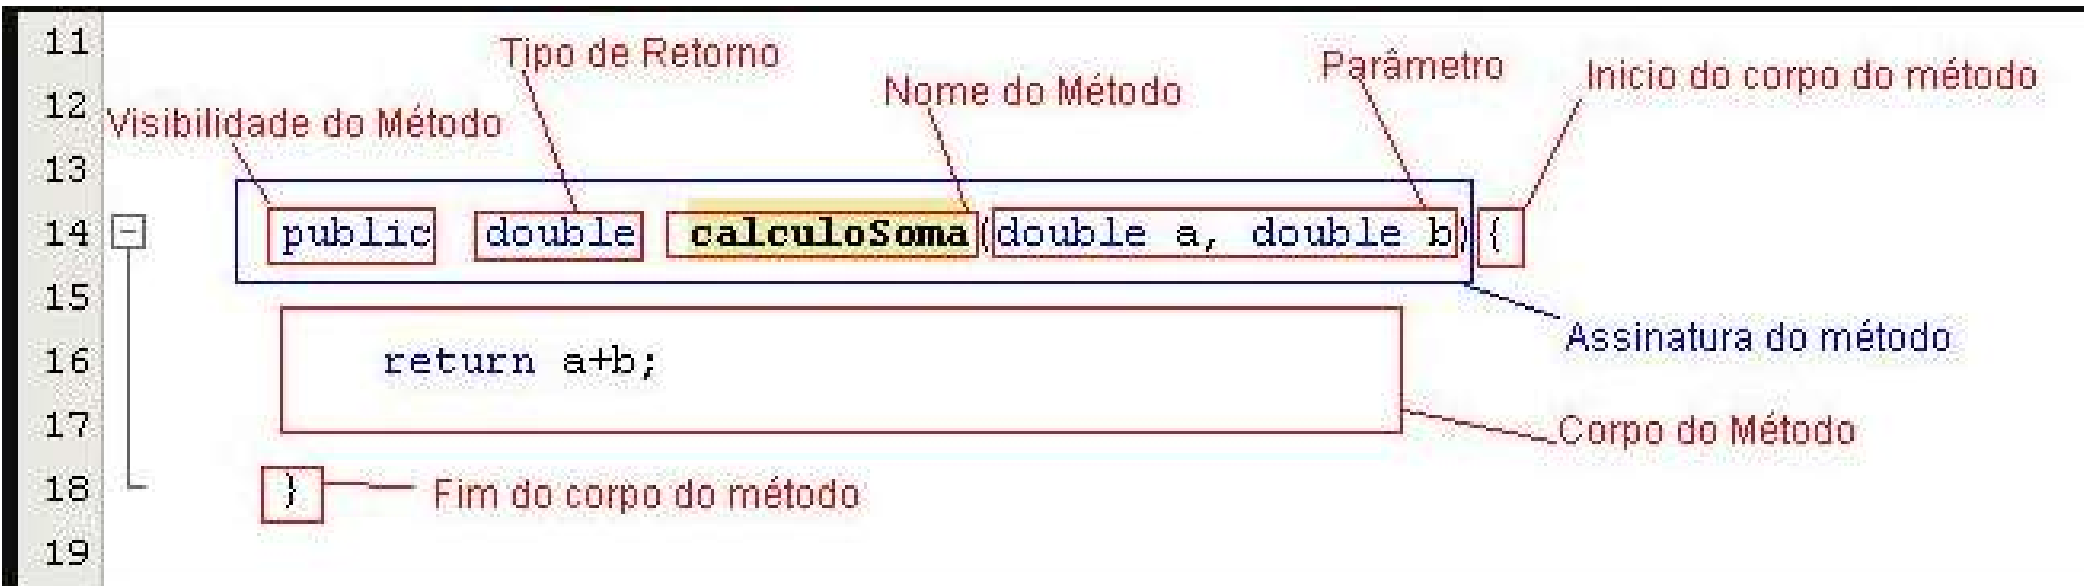 11
Tipo de Retorno
Parâmetro
Inicio do corpo do método
Nome do Método
12
Visibilidade do Método
13
14 public double calculoSoma(double a, double b) {
15
Assinatura do método
16 return a+b;
17
Corpo do Método
18 }
Fim do corpo do método
19